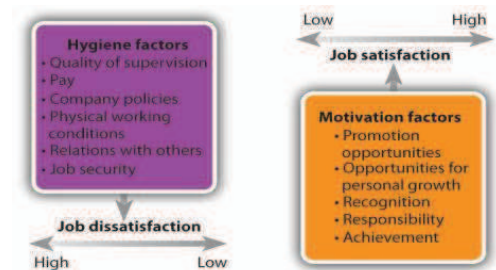 Hygiene factors
• Quality of supervision
• Pay
• Company policies
• Physical working
conditions
• Relations with others
• Job security
Job dissatisfaction
High Low
Low High
Job satisfaction
Motivation factors
• Promotion
opportunities
• Opportunities for
personal growth
• Recognition
• Responsibility
• Achievement